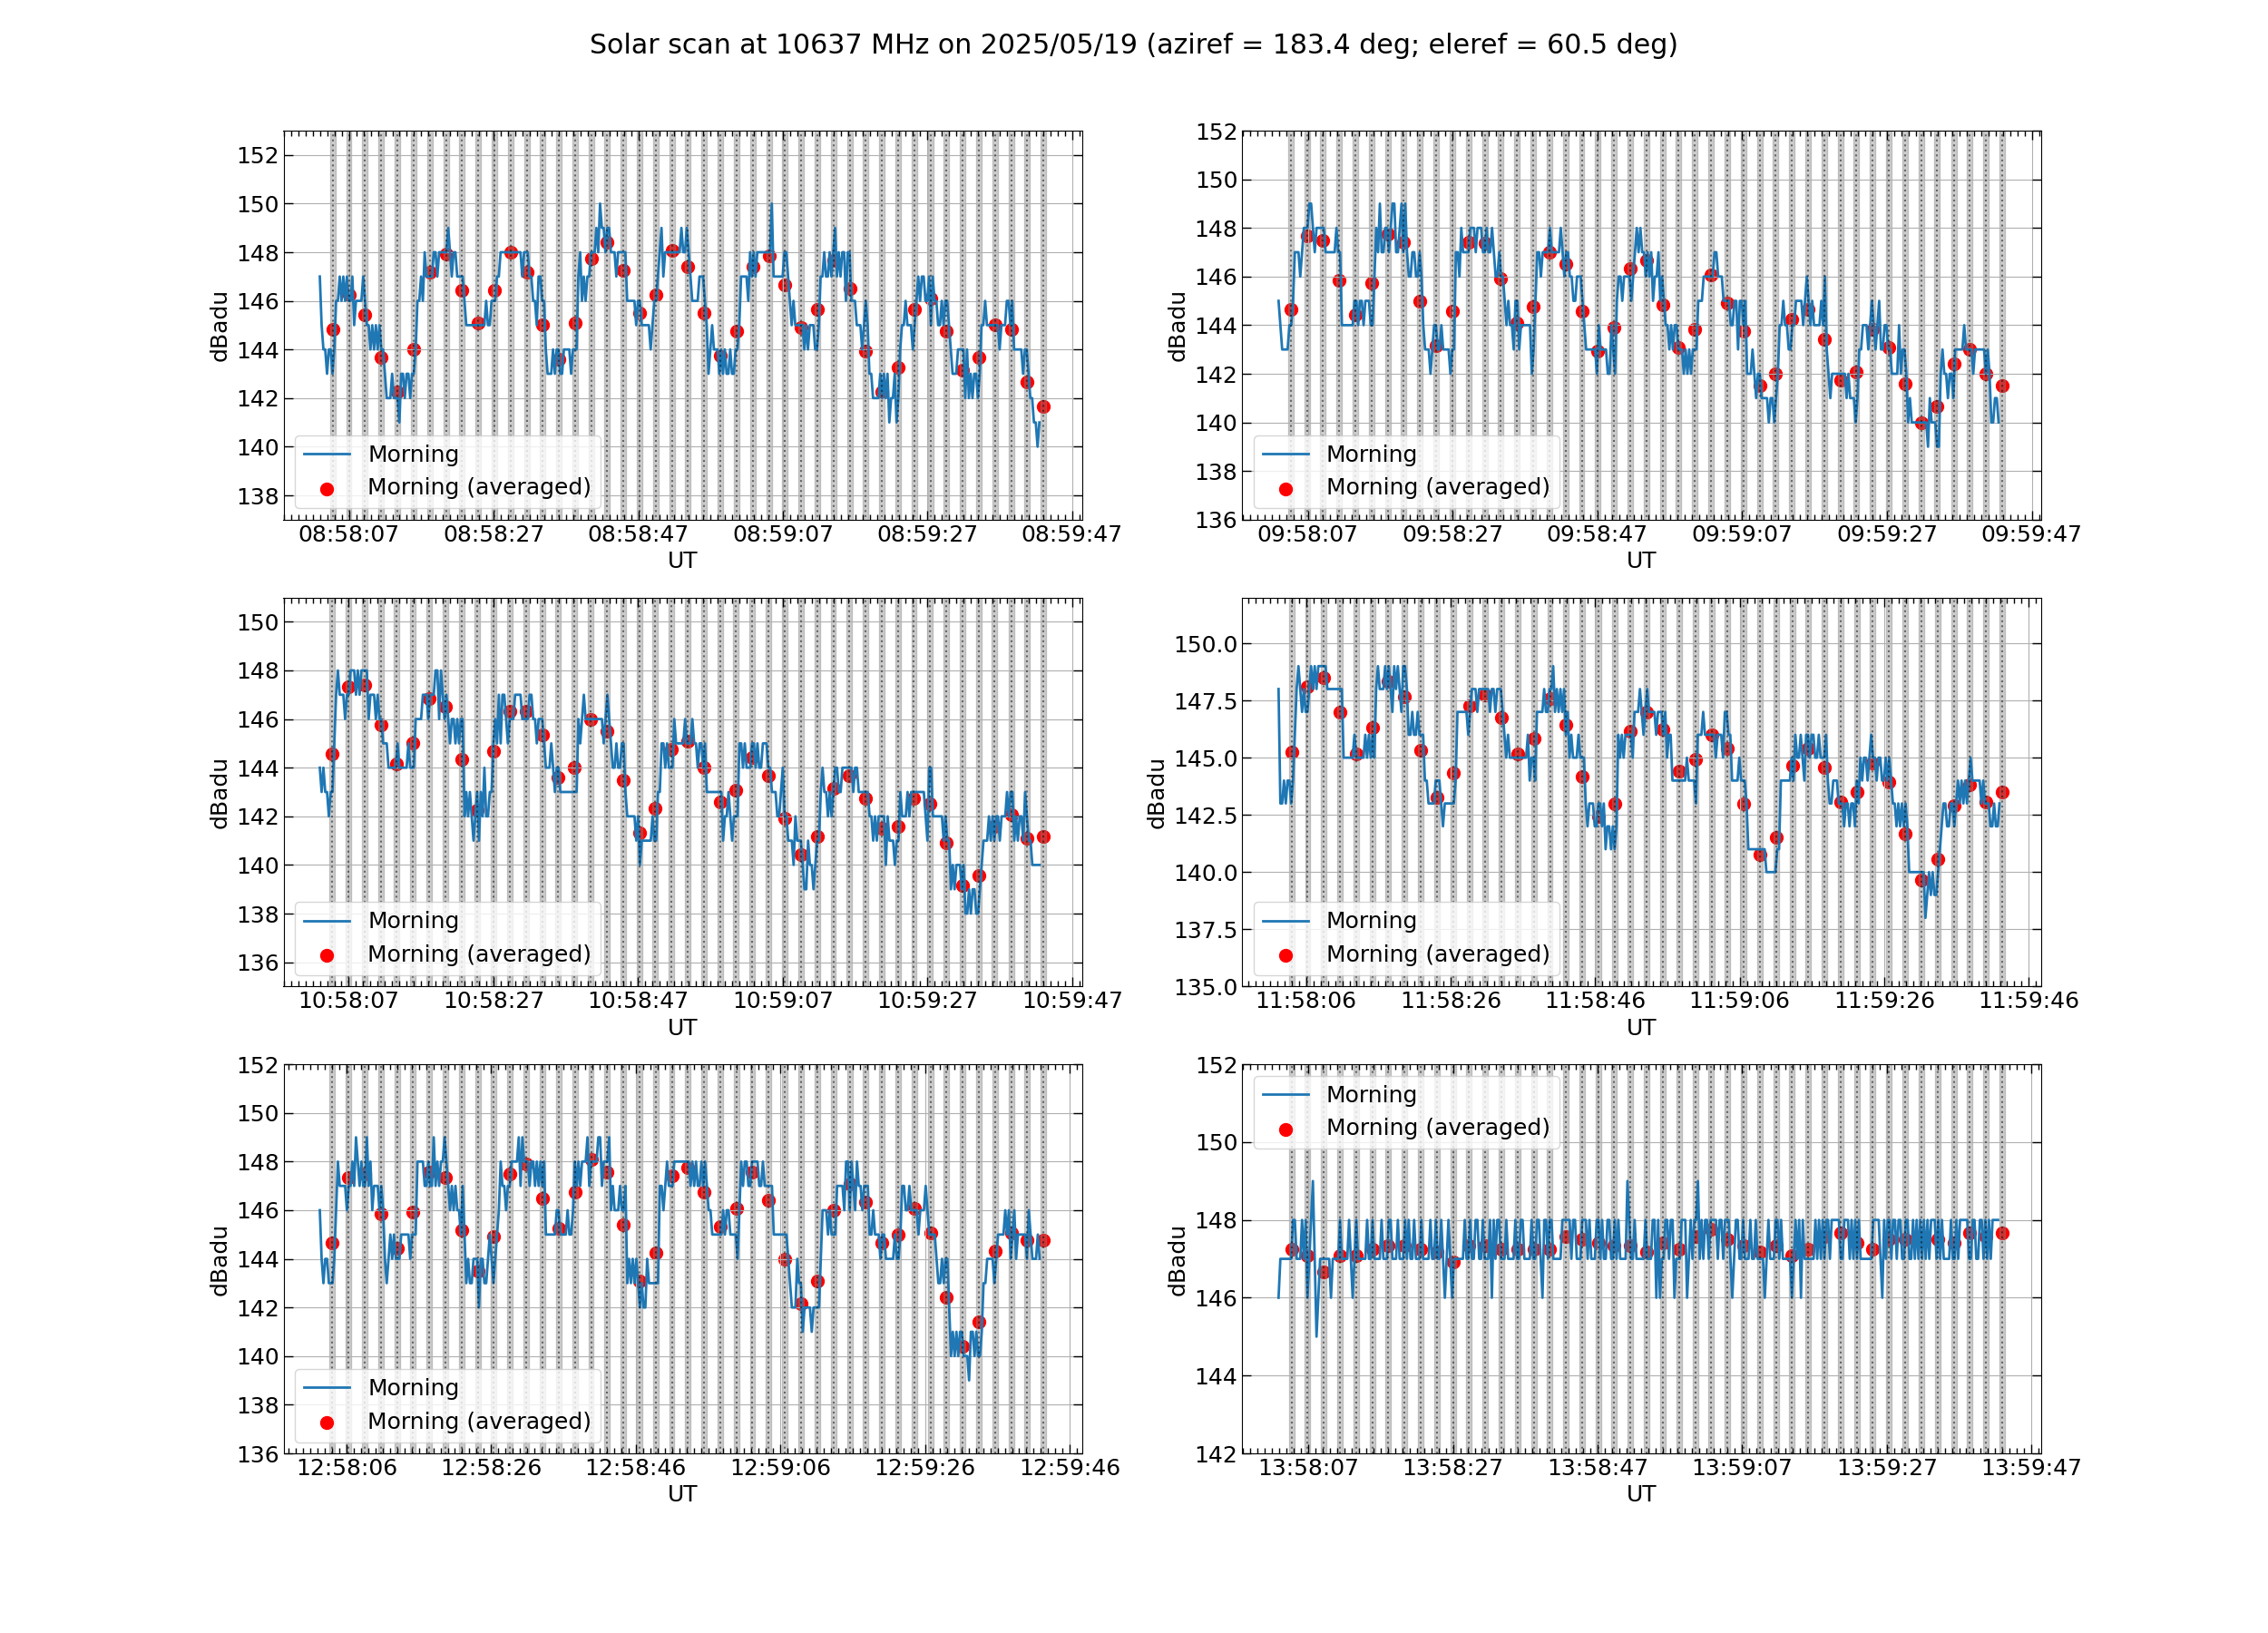 Solar scan at 10637 MHz on 2025/05/19 (aziref = 183.4 deg; eleref = 60.5 deg)
152
150
148
146
144
142
140
138
dBadu
Morning
Morning (averaged)
08:58:07 08:58:27 08:58:47 08:59:07 08:59:27 08:59:47
UT
152
150
148
146
144
142
140
138
136
dBadu
Morning
Morning (averaged)
09:58:07 09:58:27 09:58:47 09:59:07 09:59:27 09:59:47
UT
150
148
146
144
142
140
138
136
dBadu
Morning
Morning (averaged)
10:58:07 10:58:27 10:58:47 10:59:07 10:59:27 10:59:47
UT
150.0
147.5
145.0
142.5
140.0
137.5
135.0
dBadu
Morning
Morning (averaged)
11:58:06 11:58:26 11:58:46 11:59:06 11:59:26 11:59:46
UT
152
150
148
146
144
142
140
138
136
dBadu
Morning
Morning (averaged)
12:58:06 12:58:26 12:58:46 12:59:06 12:59:26 12:59:46
UT
152
150
148
146
144
142
dBadu
Morning
Morning (averaged)
13:58:07 13:58:27 13:58:47 13:59:07 13:59:27 13:59:47
UT